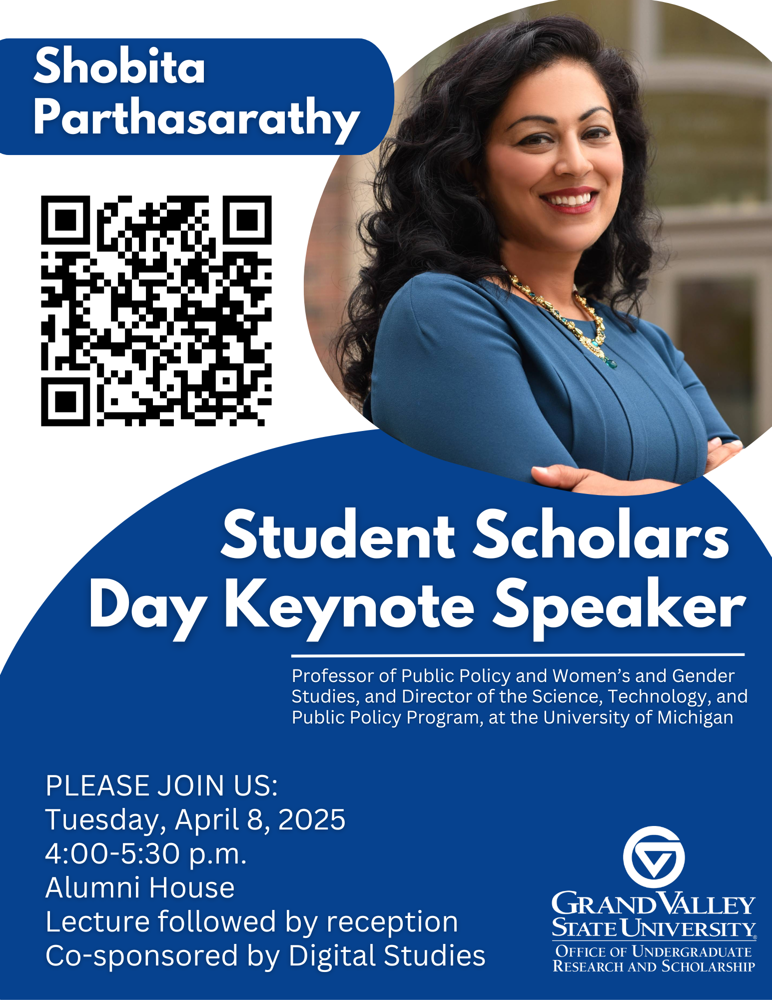 Shobita
Parthasarathy
Student Scholars
Day Keynote Speaker
Professor of Public Policy and Women’s and Gender
Studies, and Director of the Science, Technology, and
Public Policy Program, at the University of Michigan
PLEASE JOIN US:
Tuesday, April 8, 2025
4:00-5:30 p.m.
Alumni House
Lecture followed by reception
Co-sponsored by Digital Studies
GRAND VALLEY
STATE UNIVERSITY®
OFFICE OF UNDERGRADUATE
RESEARCH AND SCHOLARSHIP